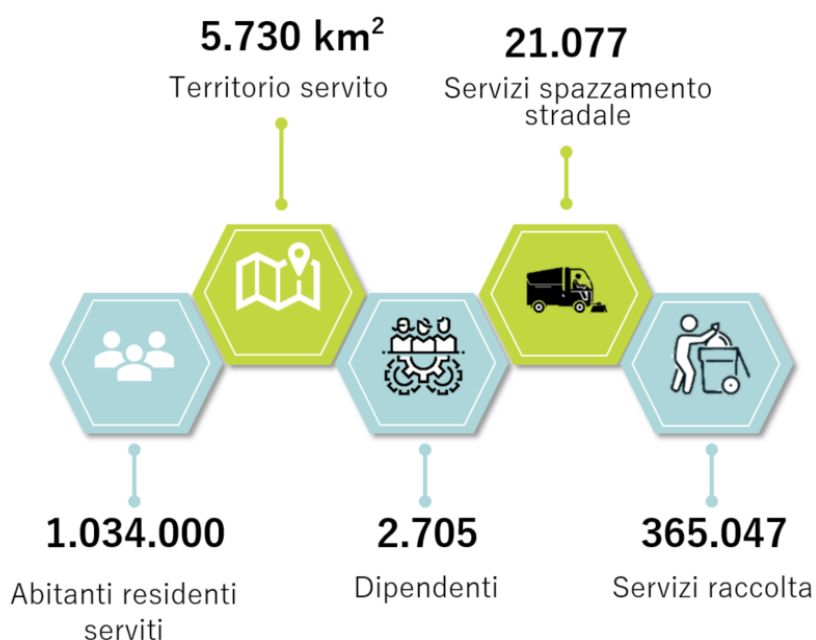 5.730 km²
Territorio servito
21.077
Servizi spazzamento
stradale
1.034.000
Abitanti residenti
serviti
2.705
Dipendenti
365.047
Servizi raccolta